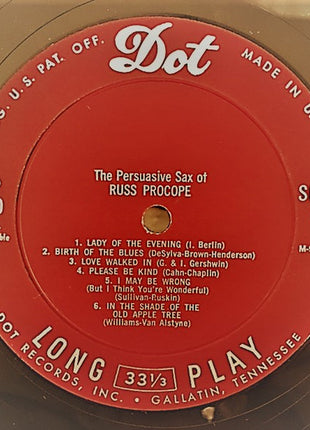 G. U.S. PAT. OFF.
Dot
MADE IN U
The Persuasive Sax of
RUSS PROCOPE
1. LADY OF THE EVENING (I. Berlin)
2. BIRTH OF THE BLUES (DeSylva-Brown-Henderson)
3. LOVE WALKED IN (G. & I. Gershwin)
4. PLEASE BE KIND (Cahn-Chaplin)
5. I MAY BE WRONG
(But I Think You're Wonderful)
(Sullivan-Ruskin)
6. IN THE SHADE OF THE
OLD APPLE TREE
(Williams-Van Alstyne)
LONG 33 1/3 PLAY
DOT RECORDS, INC. • GALLATIN, TENNESSEE